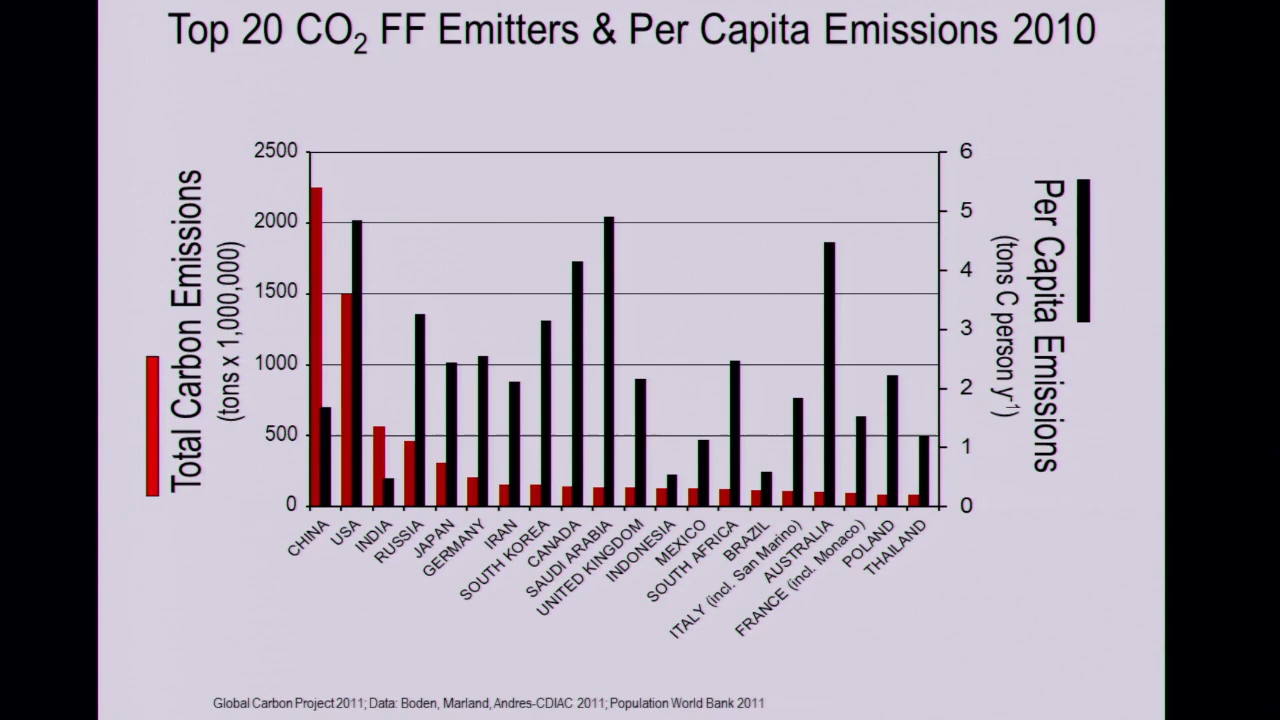 Top 20 CO₂ FF Emitters & Per Capita Emissions 2010
Total Carbon Emissions
(tons x 1,000,000)
2500
2000
1500
1000
500
0
6
5
4
3
2
1
0
Per Capita Emissions
(tons C person y⁻¹)
CHINA
USA
INDIA
RUSSIA
JAPAN
GERMANY
IRAN
SOUTH KOREA
CANADA
SAUDI ARABIA
UNITED KINGDOM
INDONESIA
MEXICO
SOUTH AFRICA
BRAZIL
ITALY (incl. San Marino)
AUSTRALIA
FRANCE (incl. Monaco)
POLAND
THAILAND
Global Carbon Project 2011; Data: Boden, Marland, Andres-CDIAC 2011; Population World Bank 2011